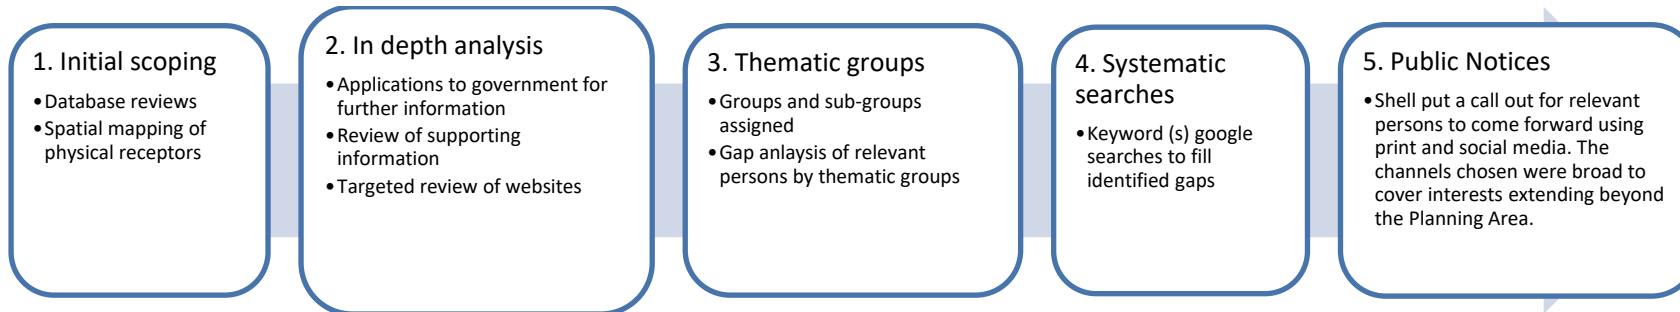 1. Initial scoping
•Database reviews
•Spatial mapping of
physical receptors
2. In depth analysis
•Applications to government for
further information
•Review of supporting
information
•Targeted review of websites
3. Thematic groups
•Groups and sub-groups
assigned
•Gap anlaysis of relevant
persons by thematic groups
4. Systematic
searches
•Keyword (s) google
searches to fill
identified gaps
5. Public Notices
•Shell put a call out for relevant
persons to come forward using
print and social media. The
channels chosen were broad to
cover interests extending beyond
the Planning Area.